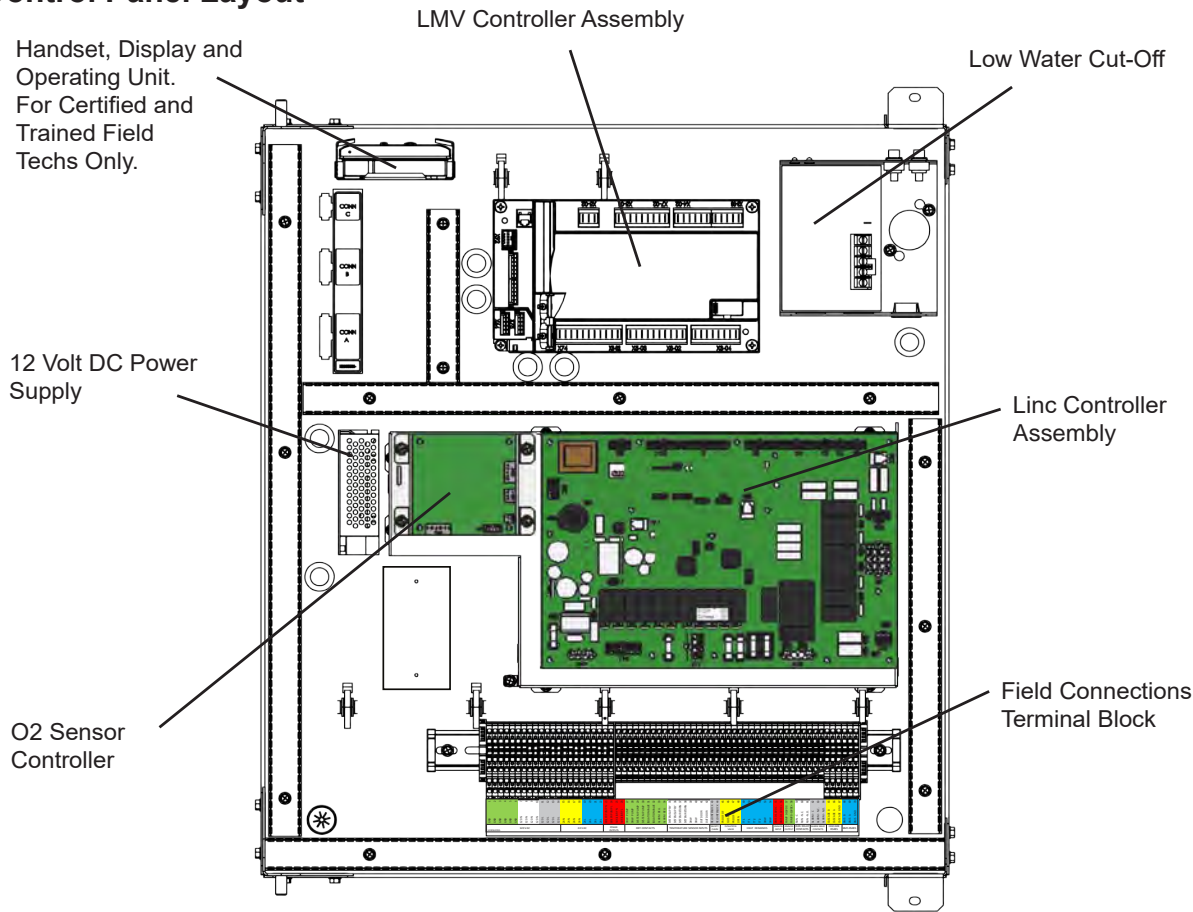 Control Panel Layout
LMV Controller Assembly
Handset, Display and
Operating Unit.
For Certified and
Trained Field
Techs Only.
Low Water Cut-Off
CONN
C
CONN
B
CONN
A
12 Volt DC Power
Supply
Linc Controller
Assembly
O2 Sensor
Controller
Field Connections
Terminal Block